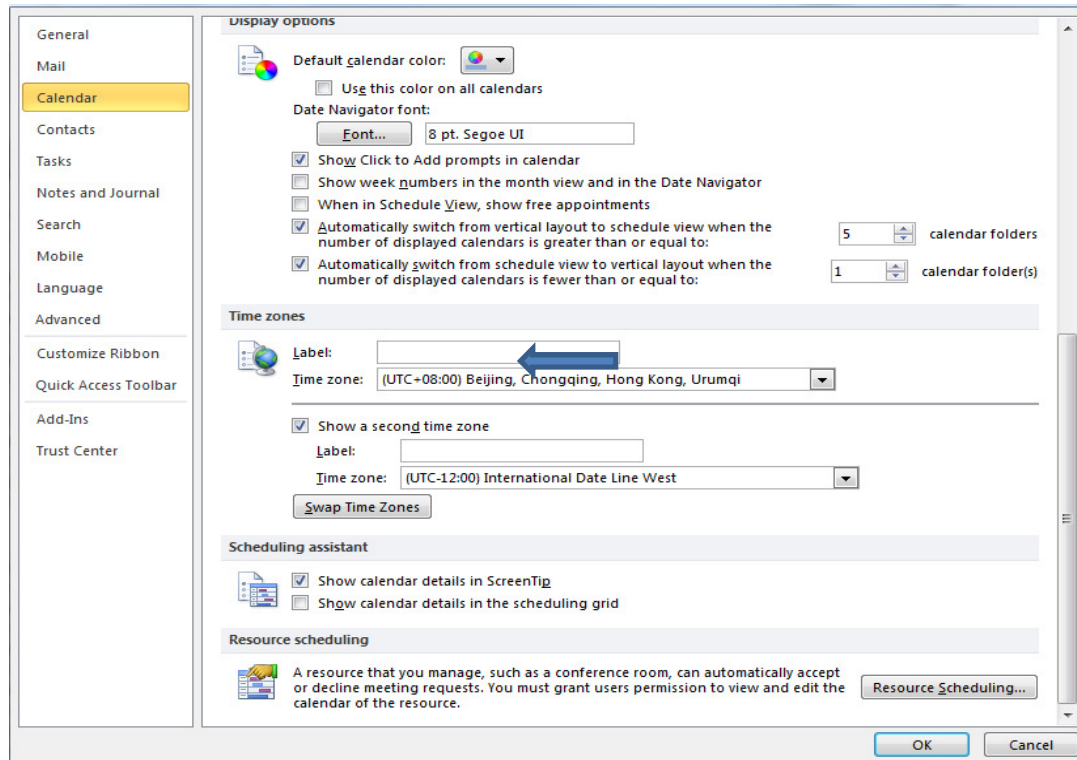 General
Mail
Calendar
Contacts
Tasks
Notes and Journal
Search
Mobile
Language
Advanced
Customize Ribbon
Quick Access Toolbar
Add-Ins
Trust Center
Display options
Default calendar color:
Use this color on all calendars
Date Navigator font:
Font... 8 pt. Segoe UI
Show Click to Add prompts in calendar
Show week numbers in the month view and in the Date Navigator
When in Schedule View, show free appointments
Automatically switch from vertical layout to schedule view when the
number of displayed calendars is greater than or equal to: 5 calendar folders
Automatically switch from schedule view to vertical layout when the
number of displayed calendars is fewer than or equal to: 1 calendar folder(s)
Time zones
Label:
Time zone: (UTC+08:00) Beijing, Chongqing, Hong Kong, Urumqi
Show a second time zone
Label:
Time zone: (UTC-12:00) International Date Line West
Swap Time Zones
Scheduling assistant
Show calendar details in ScreenTip
Show calendar details in the scheduling grid
Resource scheduling
A resource that you manage, such as a conference room, can automatically accept
or decline meeting requests. You must grant users permission to view and edit the
calendar of the resource.
Resource Scheduling...
OK Cancel